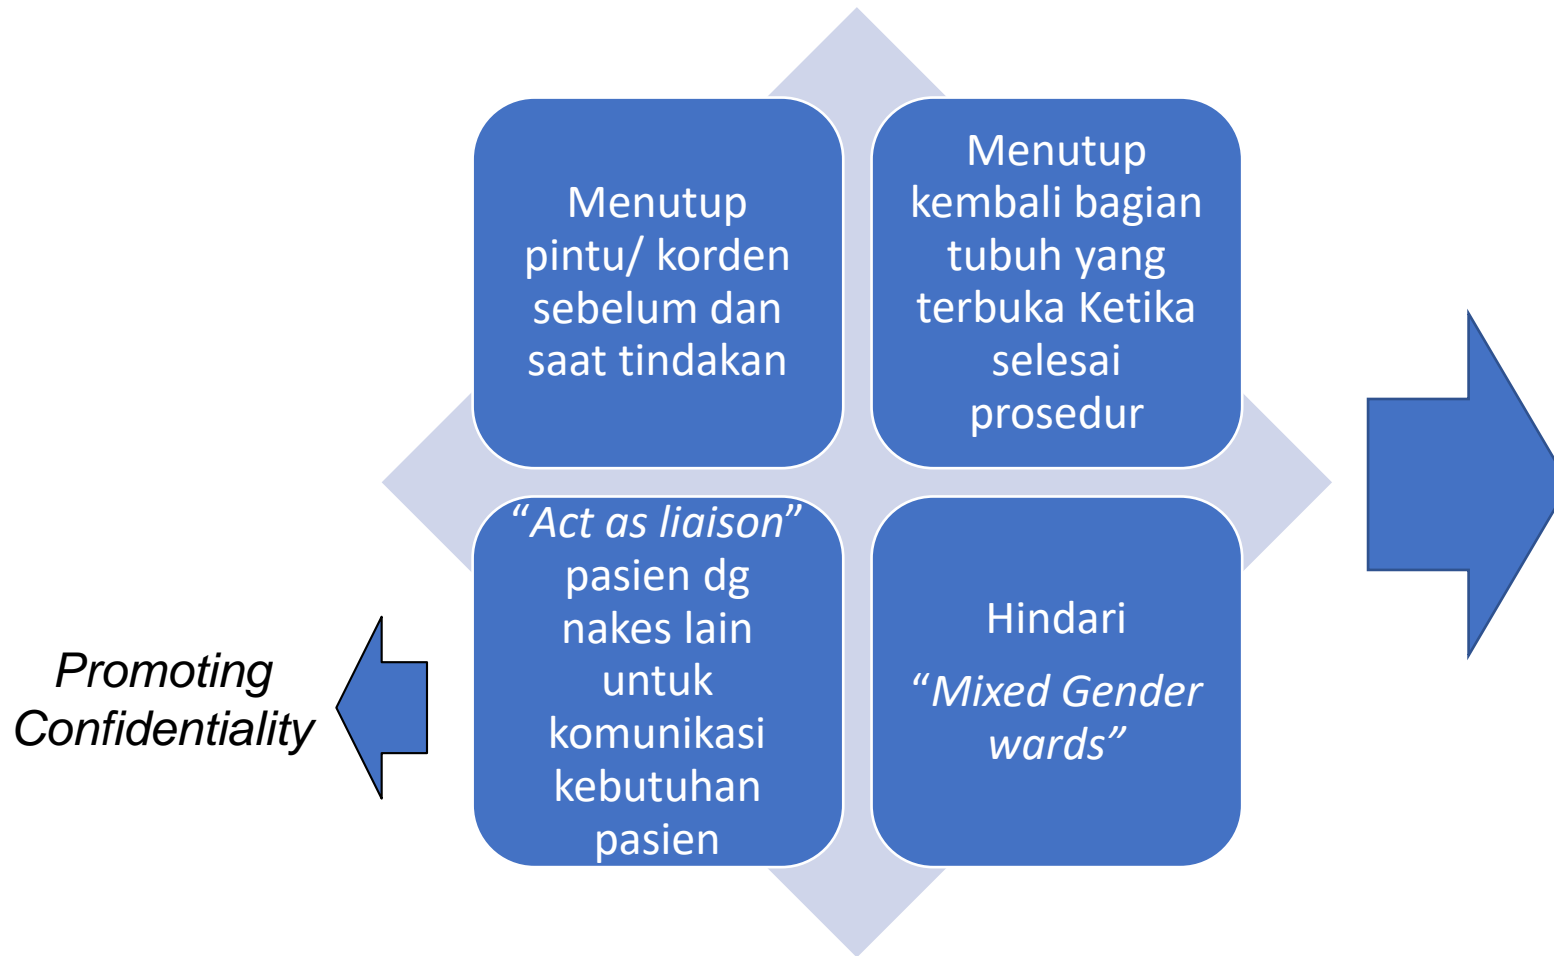 Menutup
pintu/ korden
sebelum dan
saat tindakan
Menutup
kembali bagian
tubuh yang
terbuka Ketika
selesai
prosedur
“Act as liaison”
pasien dg
nakes lain
untuk
komunikasi
kebutuhan
pasien
Hindari
“Mixed Gender
wards”
Promoting
Confidentiality